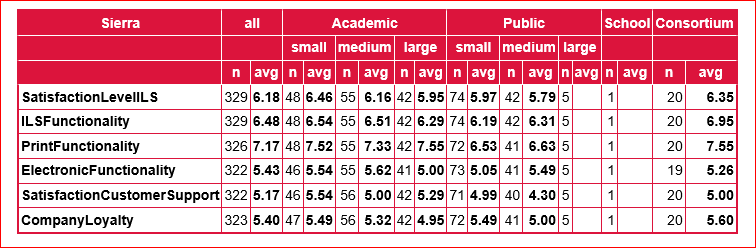 Sierra all Academic Public School Consortium
small medium large small medium large
n avg n avg n avg n avg n avg n avg n avg n avg n avg
SatisfactionLevelILS 329 6.18 48 6.46 55 6.16 42 5.95 74 5.97 42 5.79 5 1 20 6.35
ILSFunctionality 329 6.48 48 6.54 55 6.51 42 6.29 74 6.19 42 6.31 5 1 20 6.95
PrintFunctionality 326 7.17 48 7.52 55 7.33 42 7.55 72 6.53 41 6.63 5 1 20 7.55
ElectronicFunctionality 322 5.43 46 5.54 55 5.62 41 5.00 73 5.05 41 5.49 5 1 19 5.26
SatisfactionCustomerSupport 322 5.17 46 5.54 56 5.00 42 5.29 71 4.99 40 4.30 5 1 20 5.00
CompanyLoyalty 323 5.40 47 5.49 56 5.32 42 4.95 72 5.49 41 5.00 5 1 20 5.60